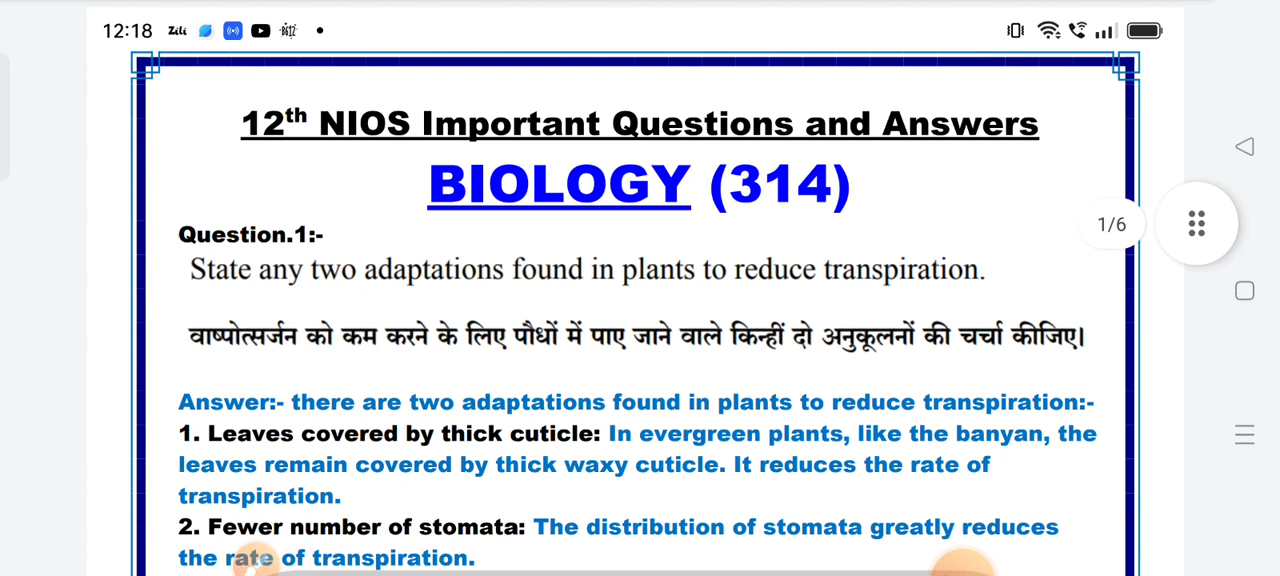 12:18 Zili
12th NIOS Important Questions and Answers
BIOLOGY (314)
1/6
Question.1:-
State any two adaptations found in plants to reduce transpiration.
वाष्पोत्सर्जन को कम करने के लिए पौधों में पाए जाने वाले किन्हीं दो अनुकूलनों की चर्चा कीजिए।
Answer:- there are two adaptations found in plants to reduce transpiration:-
1. Leaves covered by thick cuticle: In evergreen plants, like the banyan, the
leaves remain covered by thick waxy cuticle. It reduces the rate of
transpiration.
2. Fewer number of stomata: The distribution of stomata greatly reduces
the rate of transpiration.